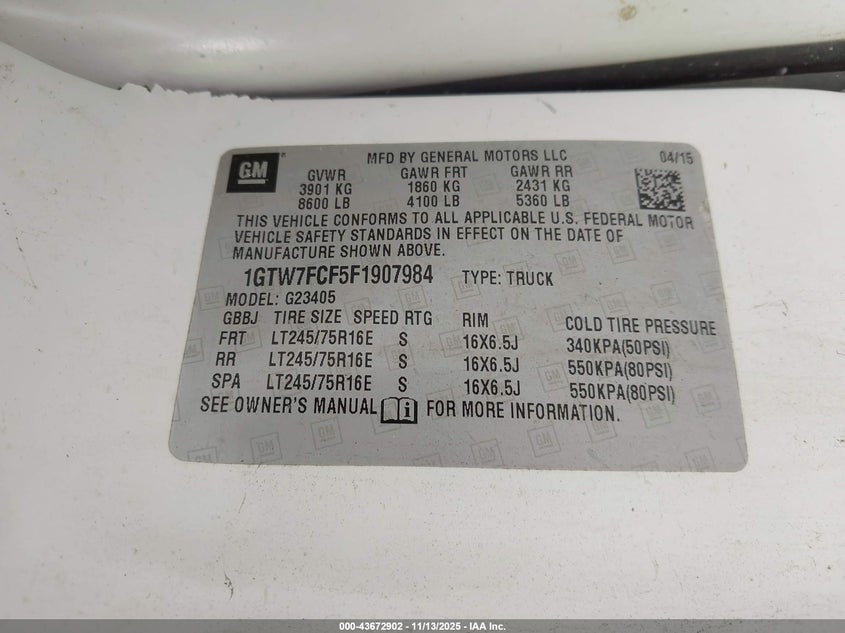 GM ® MFD BY GENERAL MOTORS LLC 04/15
GVWR GAWR FRT GAWR RR
3901 KG 1860 KG 2431 KG
8600 LB 4100 LB 5360 LB
THIS VEHICLE CONFORMS TO ALL APPLICABLE U.S. FEDERAL MOTOR
VEHICLE SAFETY STANDARDS IN EFFECT ON THE DATE OF
MANUFACTURE SHOWN ABOVE.
1GTW7FCF5F1907984 TYPE: TRUCK
MODEL: G23405
GBBJ TIRE SIZE SPEED RTG RIM COLD TIRE PRESSURE
FRT LT245/75R16E S 16X6.5J 340KPA(50PSI)
RR LT245/75R16E S 16X6.5J 550KPA(80PSI)
SPA LT245/75R16E S 16X6.5J 550KPA(80PSI)
SEE OWNER'S MANUAL FOR MORE INFORMATION.
000-43672902 - 11/13/2025 - IAA Inc.